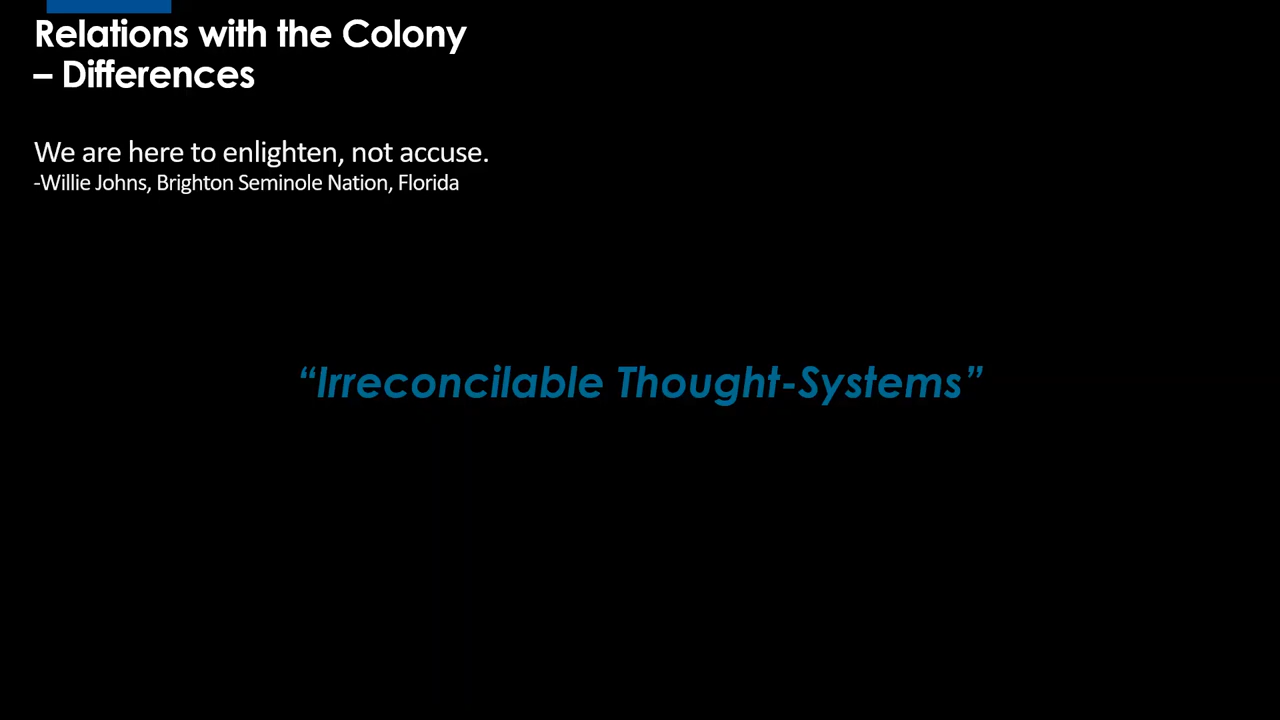 Relations with the Colony
– Differences
We are here to enlighten, not accuse.
-Willie Johns, Brighton Seminole Nation, Florida
“Irreconcilable Thought-Systems”